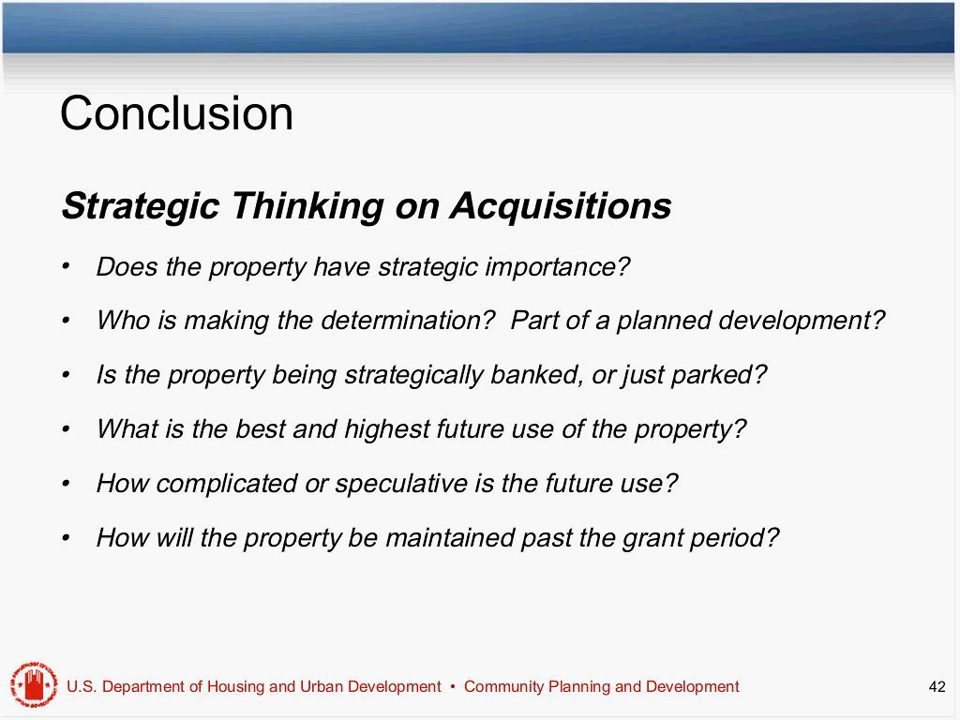 Conclusion
Strategic Thinking on Acquisitions
• Does the property have strategic importance?
• Who is making the determination?  Part of a planned development?
• Is the property being strategically banked, or just parked?
• What is the best and highest future use of the property?
• How complicated or speculative is the future use?
• How will the property be maintained past the grant period?
U.S. Department of Housing and Urban Development • Community Planning and Development 42